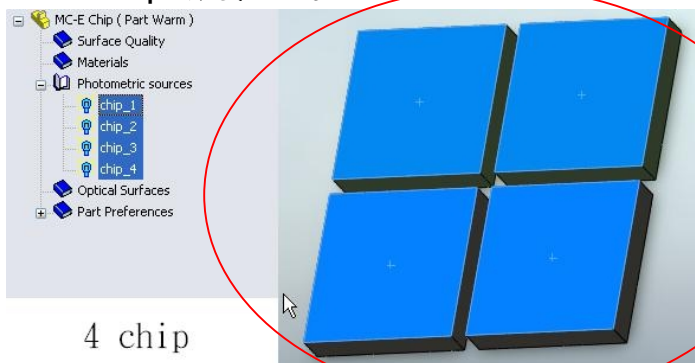 MC-E Chip ( Part Warm )
Surface Quality
Materials
Photometric sources
chip_1
chip_2
chip_3
chip_4
Optical Surfaces
Part Preferences
4 chip